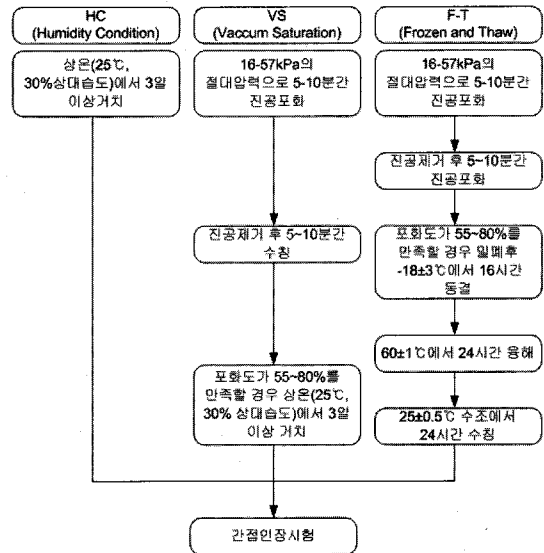 HC
(Humidity Condition)
상온(25℃,
30%상대습도)에서 3일
이상거치
VS
(Vaccum Saturation)
16-57kPa의
절대압력으로 5-10분간
진공포화
진공제거 후 5~10분간
수침
포화도가 55~80%를
만족할 경우 상온(25℃,
30% 상대습도)에서 3일
이상 거치
F-T
(Frozen and Thaw)
16-57kPa의
절대압력으로 5-10분간
진공포화
진공제거 후 5~10분간
진공포화
포화도가 55~80%를
만족할 경우 밀폐후
-18±3℃에서 16시간
동결
60±1℃에서 24시간 융해
25±0.5℃ 수조에서
24시간 수침
간접인장시험